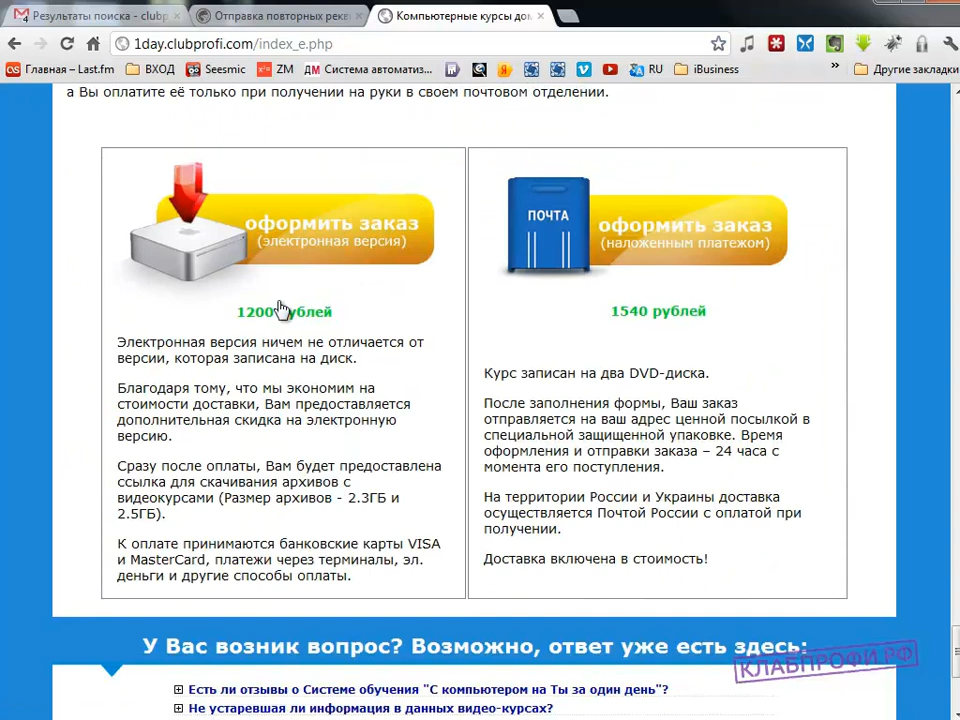 Результаты поиска - clubp
Отправка повторных рекв
Компьютерные курсы дом
1day.clubprofi.com/index_e.php
Главная – Last.fm
ВХОД
Seesmic
ZM
Система автоматиз...
RU
iBusiness
»
Другие закладки
а Вы оплатите её только при получении на руки в своем почтовом отделении.
оформить заказ
(электронная версия)
1200 рублей
Электронная версия ничем не отличается от
версии, которая записана на диск.
Благодаря тому, что мы экономим на
стоимости доставки, Вам предоставляется
дополнительная скидка на электронную
версию.
Сразу после оплаты, Вам будет предоставлена
ссылка для скачивания архивов с
видеокурсами (Размер архивов - 2.3ГБ и
2.5ГБ).
К оплате принимаются банковские карты VISA
и MasterCard, платежи через терминалы, эл.
деньги и другие способы оплаты.
ПОЧТА
оформить заказ
(наложенным платежом)
1540 рублей
Курс записан на два DVD-диска.
После заполнения формы, Ваш заказ
отправляется на ваш адрес ценной посылкой в
специальной защищенной упаковке. Время
оформления и отправки заказа – 24 часа с
момента его поступления.
На территории России и Украины доставка
осуществляется Почтой России с оплатой при
получении.
Доставка включена в стоимость!
У Вас возник вопрос? Возможно, ответ уже есть здесь:
КЛАБПРОФИ.РФ
Есть ли отзывы о Системе обучения "С компьютером на Ты за один день"?
Не устаревшая ли информация в данных видео-курсах?